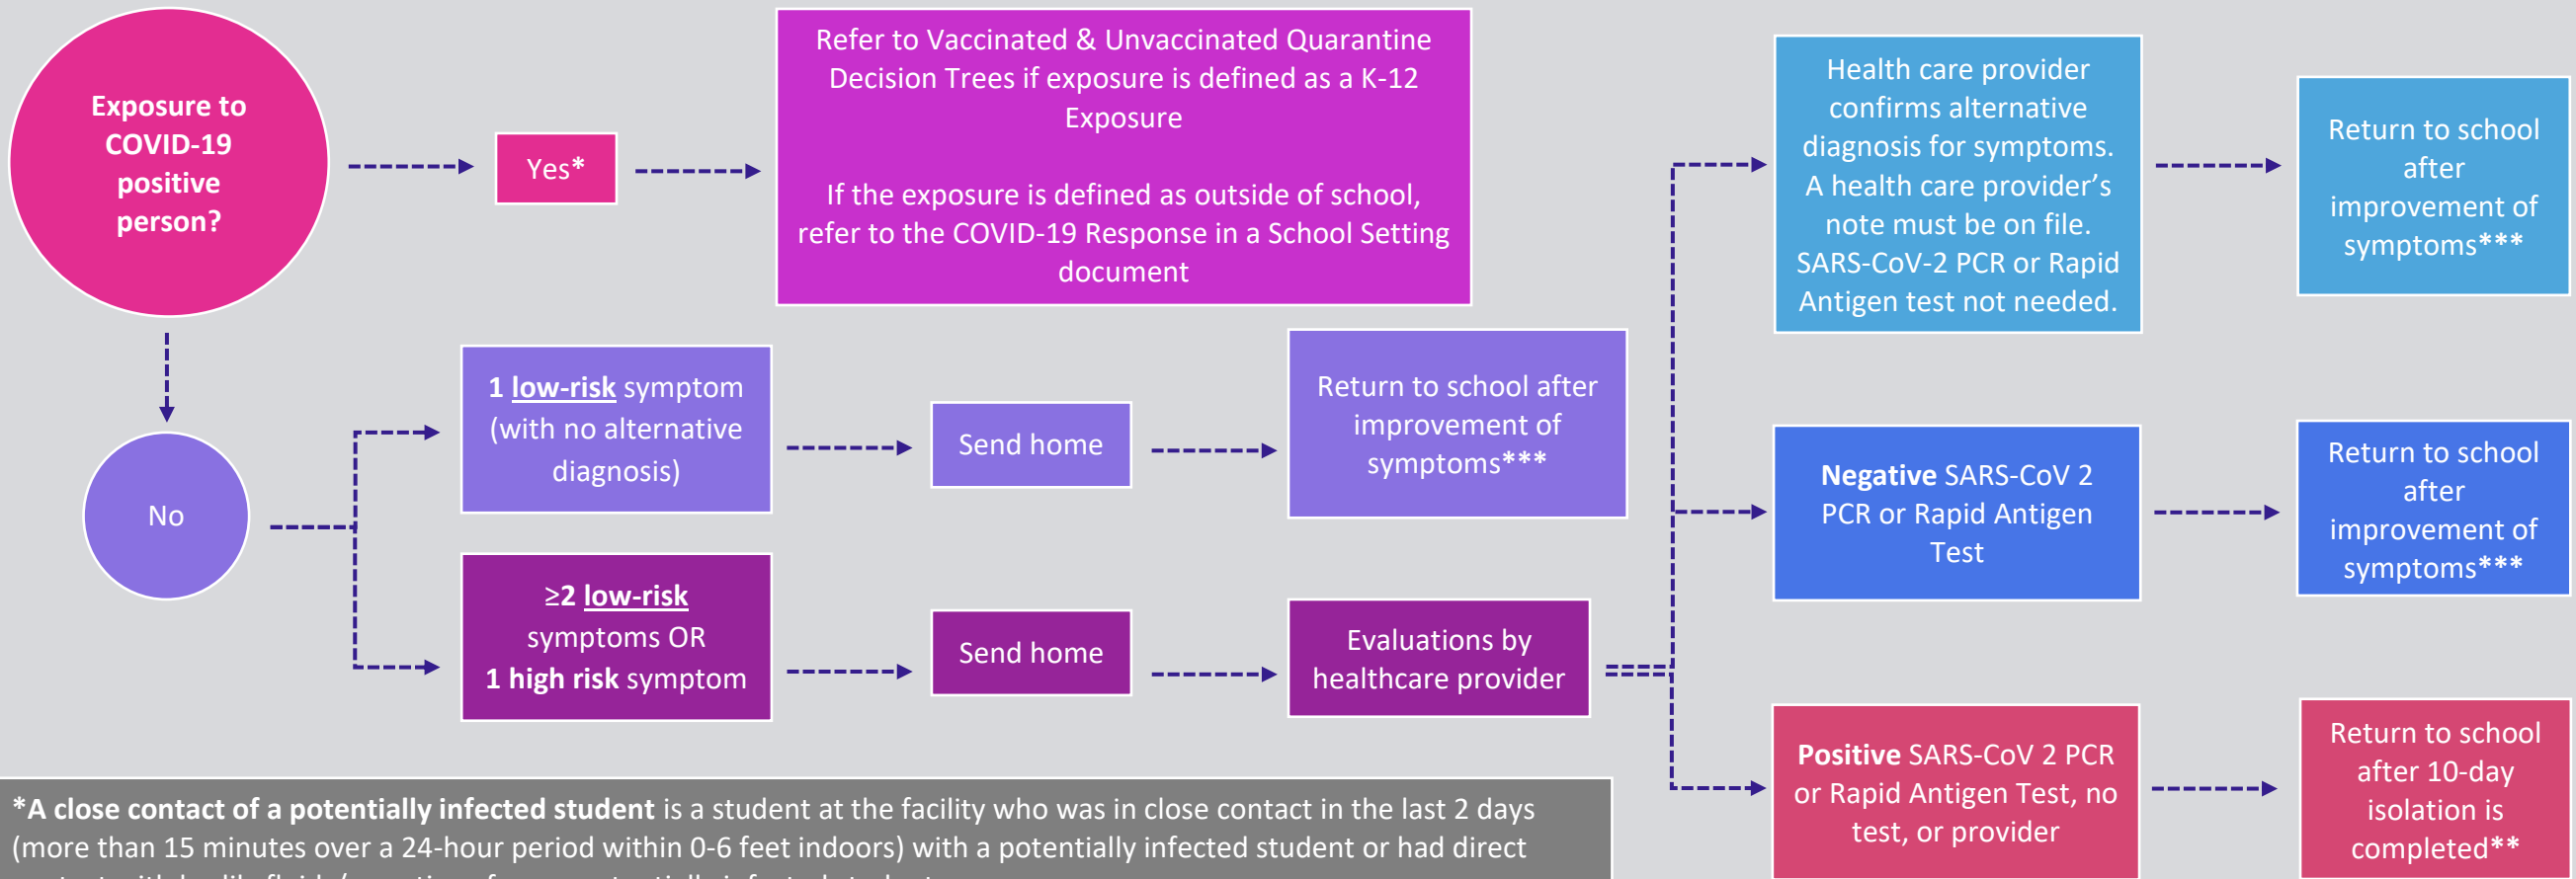 Exposure to
COVID-19
positive
person?
Yes*
Refer to Vaccinated & Unvaccinated Quarantine
Decision Trees if exposure is defined as a K-12
Exposure
If the exposure is defined as outside of school,
refer to the COVID-19 Response in a School Setting
document
No
1 low-risk symptom
(with no alternative
diagnosis)
Send home
Return to school after
improvement of
symptoms***
≥2 low-risk
symptoms OR
1 high risk symptom
Send home
Evaluations by
healthcare provider
Health care provider
confirms alternative
diagnosis for symptoms.
A health care provider’s
note must be on file.
SARS-CoV-2 PCR or Rapid
Antigen test not needed.
Return to school
after
improvement of
symptoms***
Negative SARS-CoV 2
PCR or Rapid Antigen
Test
Return to school
after
improvement of
symptoms***
Positive SARS-CoV 2 PCR
or Rapid Antigen Test, no
test, or provider
Return to school
after 10-day
isolation is
completed**
*A close contact of a potentially infected student is a student at the facility who was in close contact in the last 2 days
(more than 15 minutes over a 24-hour period within 0-6 feet indoors) with a potentially infected student or had direct